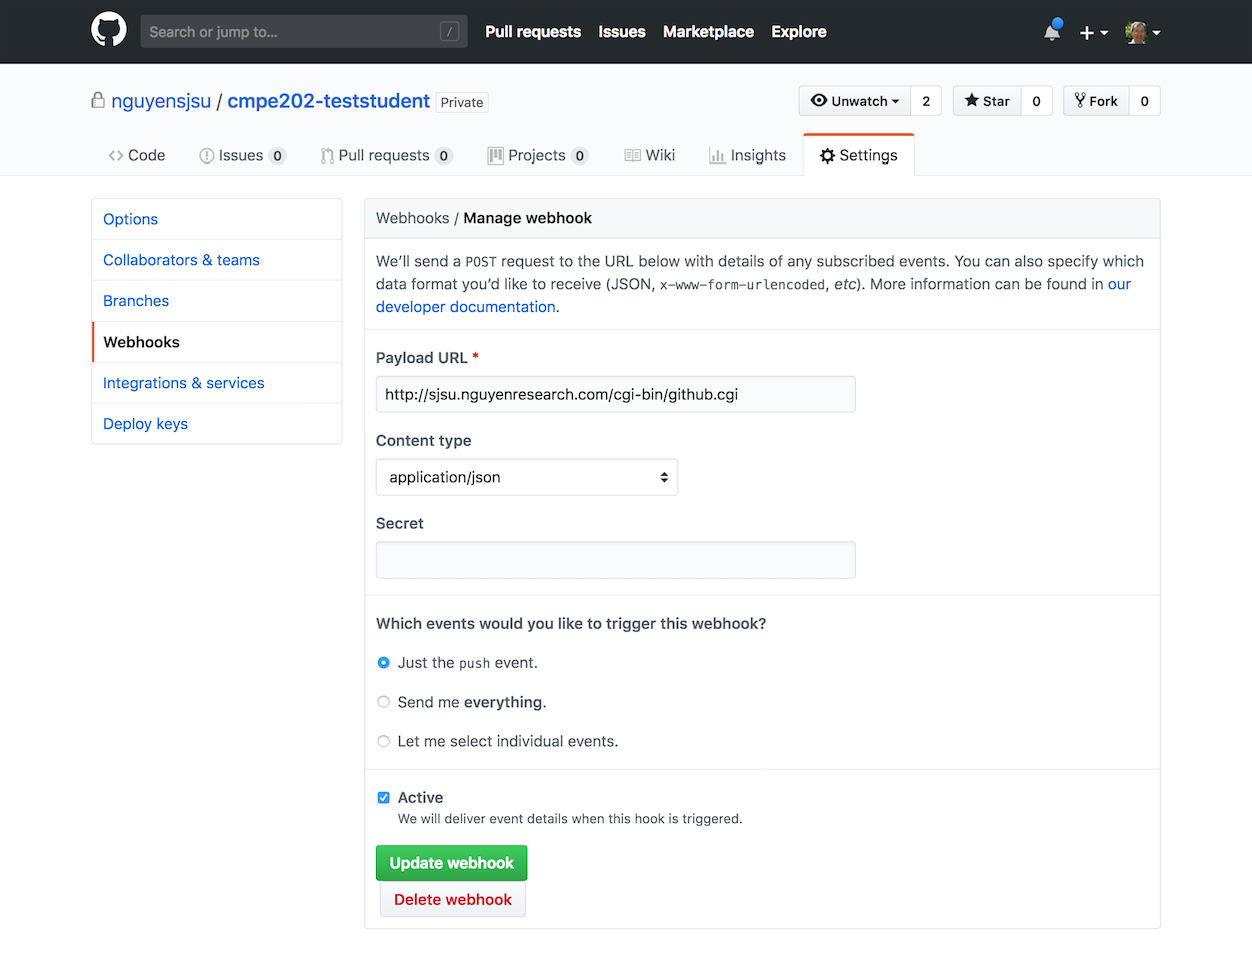 Search or jump to... /
Pull requests Issues Marketplace Explore
nguyensjsu / cmpe202-teststudent Private
Unwatch 2 Star 0 Fork 0
Code Issues 0 Pull requests 0 Projects 0 Wiki Insights Settings
Options
Collaborators & teams
Branches
Webhooks
Integrations & services
Deploy keys
Webhooks / Manage webhook
We’ll send a POST request to the URL below with details of any subscribed events. You can also specify which
data format you’d like to receive (JSON, x-www-form-urlencoded, etc). More information can be found in our
developer documentation.
Payload URL *
http://sjsu.nguyenresearch.com/cgi-bin/github.cgi
Content type
application/json
Secret
Which events would you like to trigger this webhook?
Just the push event.
Send me everything.
Let me select individual events.
Active
We will deliver event details when this hook is triggered.
Update webhook
Delete webhook